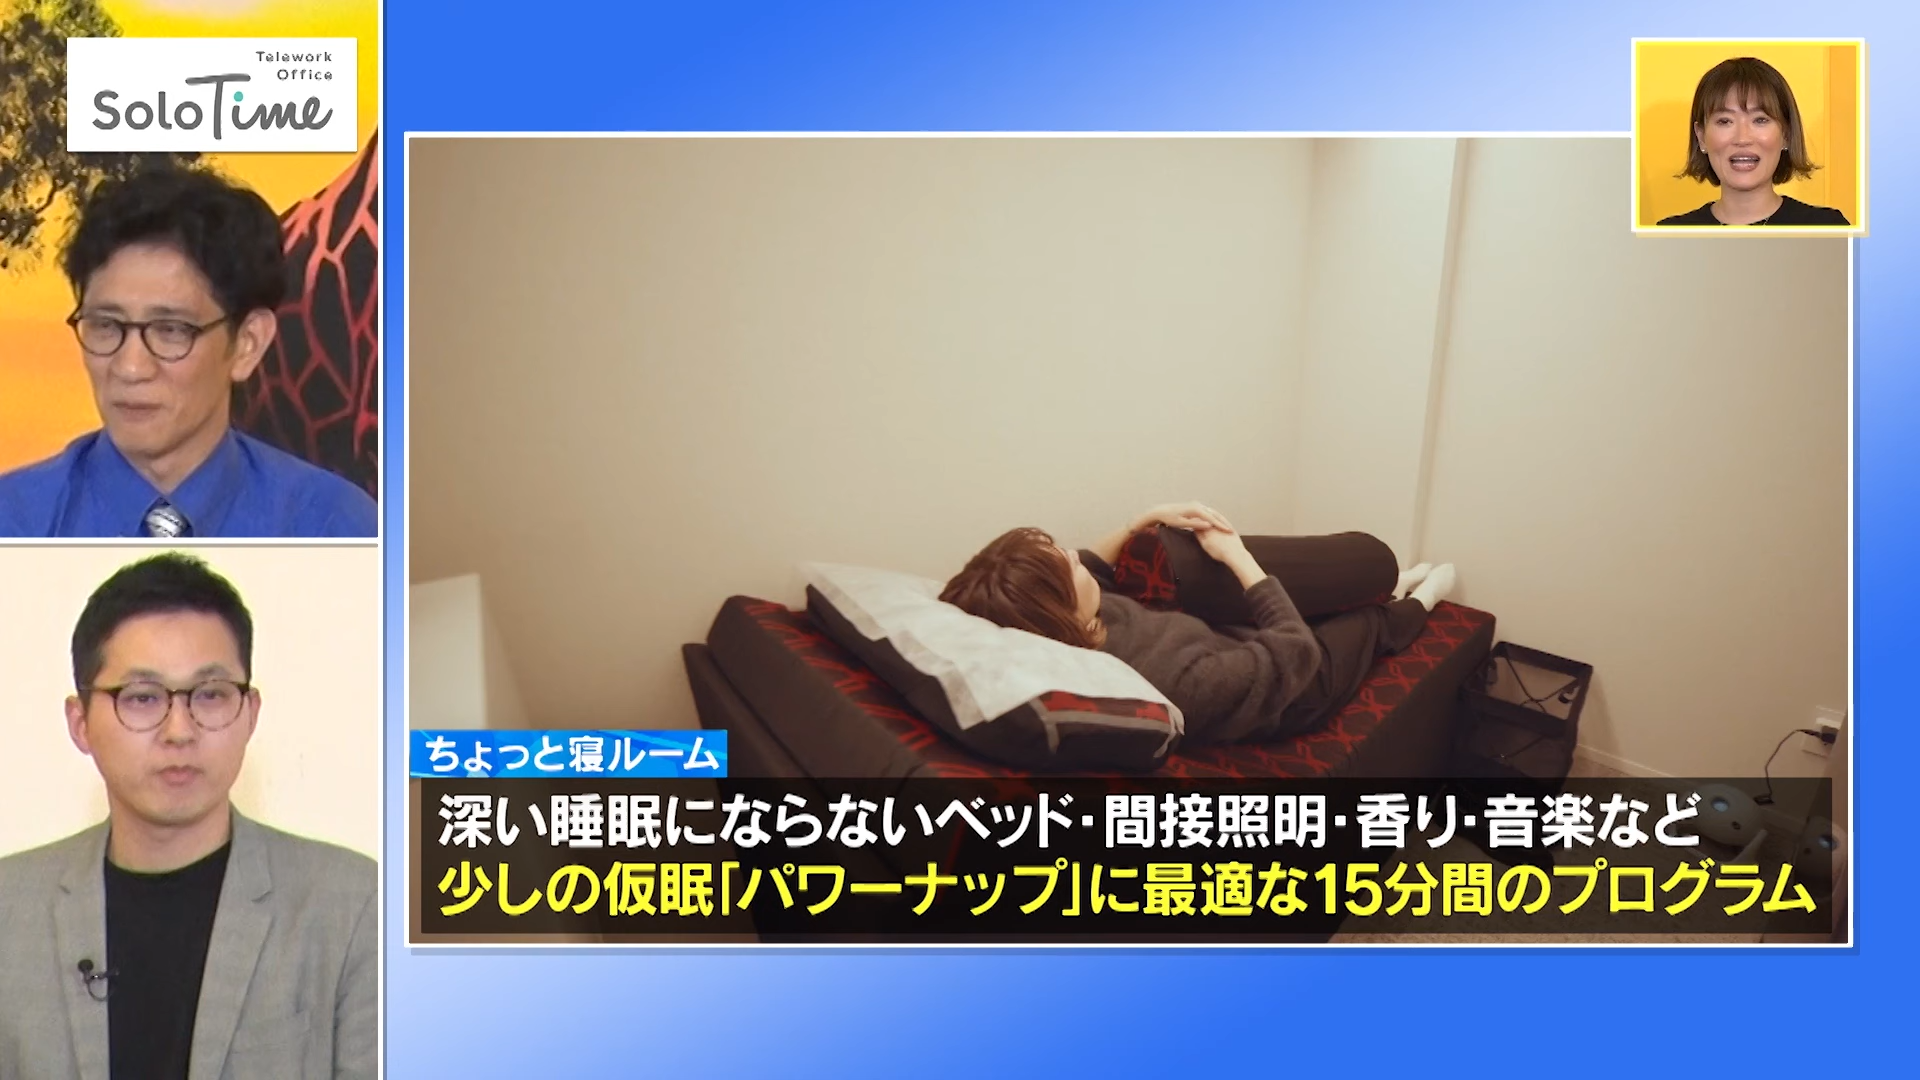 Telework
Office
SoloTime
ちょっと寝ルーム
深い睡眠にならないベッド・間接照明・香り・音楽など
少しの仮眠「パワーナップ」に最適な15分間のプログラム